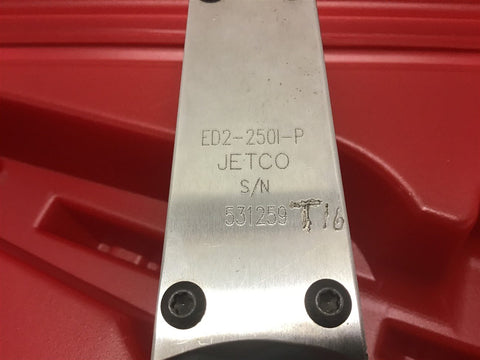 ED2-250I-P
JETCO
S/N
531259 T16